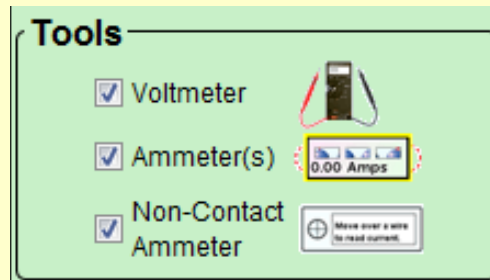 Tools
Voltmeter
Ammeter(s)
0.00 Amps
Non-Contact
Ammeter
Move over a wire
to read current.